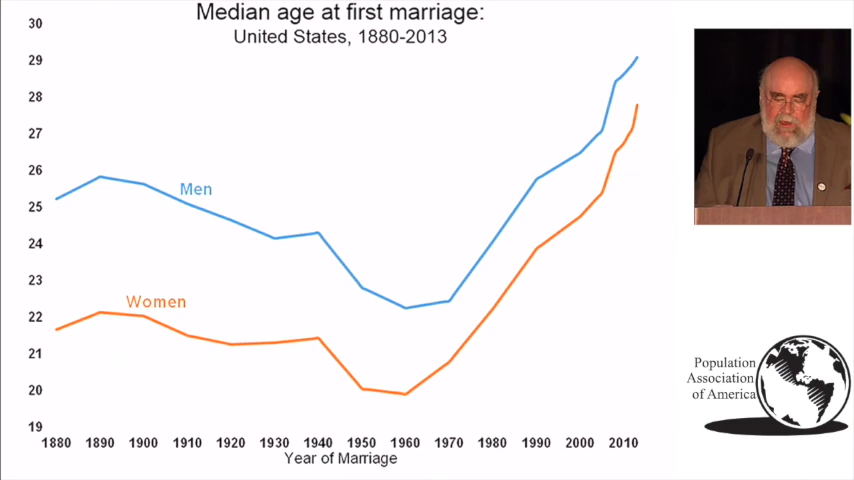 Median age at first marriage:
United States, 1880-2013
30
29
28
27
26
25
24
23
22
21
20
19
Men
Women
1880 1890 1900 1910 1920 1930 1940 1950 1960 1970 1980 1990 2000 2010
Year of Marriage
Population
Association
of America